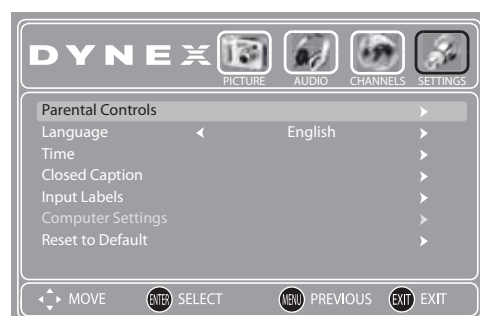 DYNEX
PICTURE AUDIO CHANNELS SETTINGS
Parental Controls
Language English
Time
Closed Caption
Input Labels
Computer Settings
Reset to Default
MOVE ENTER SELECT MENU PREVIOUS EXIT EXIT